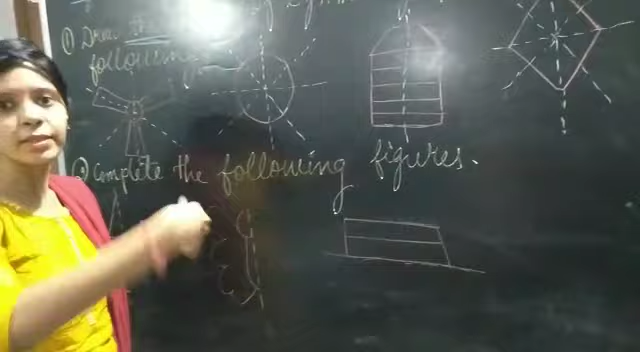 ① Draw the
following
② Complete the following figures.